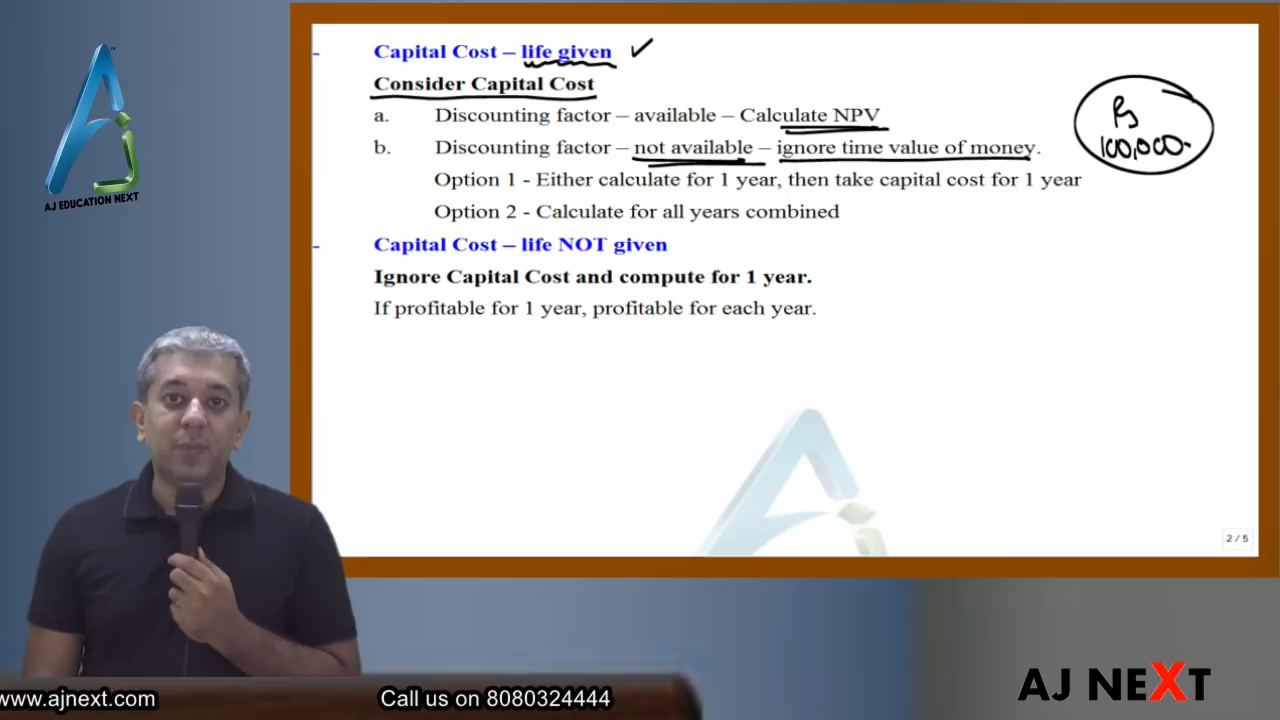 - Capital Cost – life given ✓
Consider Capital Cost
a. Discounting factor – available – Calculate NPV
b. Discounting factor – not available – ignore time value of money.
Option 1 - Either calculate for 1 year, then take capital cost for 1 year
Option 2 - Calculate for all years combined
- Capital Cost – life NOT given
Ignore Capital Cost and compute for 1 year.
If profitable for 1 year, profitable for each year.
Rs
100,000.
AJ EDUCATION NEXT
2 / 5
www.ajnext.com
Call us on 8080324444
AJ NEXT